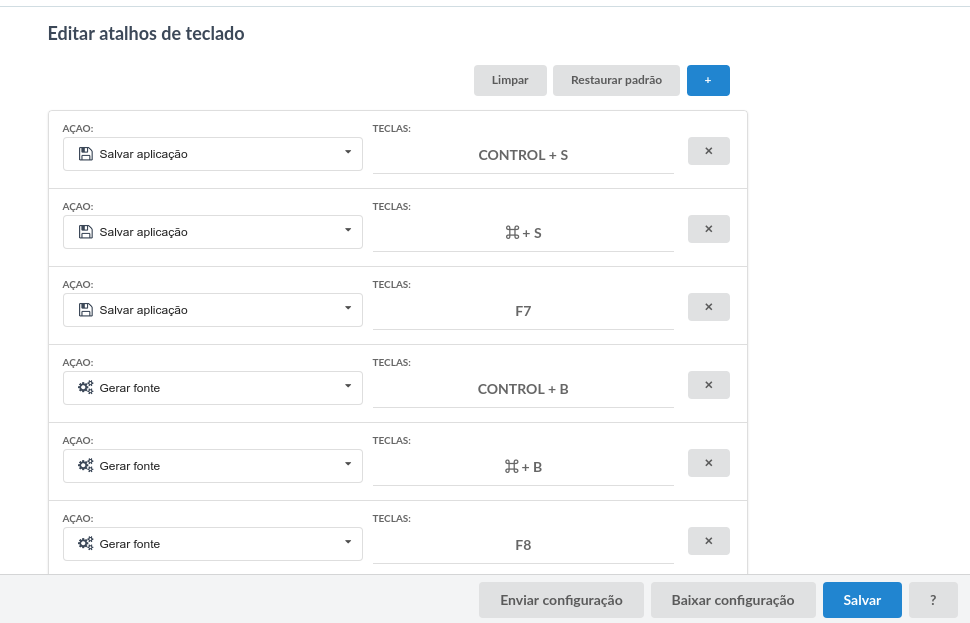 Editar atalhos de teclado
Limpar Restaurar padrão +
AÇAO: TECLAS:
Salvar aplicação CONTROL + S ×
AÇAO: TECLAS:
Salvar aplicação ⌘ + S ×
AÇAO: TECLAS:
Salvar aplicação F7 ×
AÇAO: TECLAS:
Gerar fonte CONTROL + B ×
AÇAO: TECLAS:
Gerar fonte ⌘ + B ×
AÇAO: TECLAS:
Gerar fonte F8 ×
Enviar configuração Baixar configuração Salvar ?